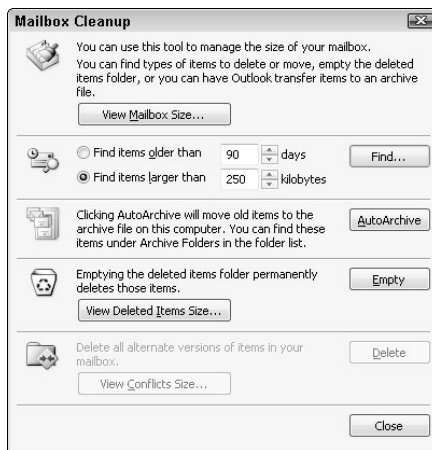 Mailbox Cleanup
You can use this tool to manage the size of your mailbox.
You can find types of items to delete or move, empty the deleted
items folder, or you can have Outlook transfer items to an archive
file.
View Mailbox Size...
Find items older than 90 days Find...
Find items larger than 250 kilobytes
Clicking AutoArchive will move old items to the
archive file on this computer. You can find these
items under Archive Folders in the folder list.
AutoArchive
Emptying the deleted items folder permanently
deletes those items.
Empty
View Deleted Items Size...
Delete all alternate versions of items in your
mailbox.
Delete
View Conflicts Size...
Close